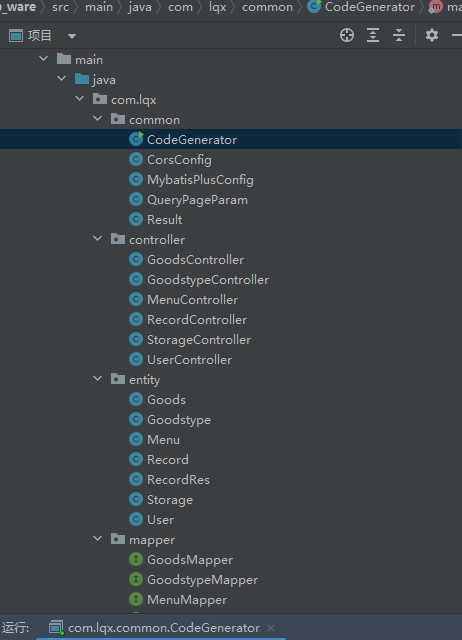 _ware / src / main / java / com / lqx / common / CodeGenerator / m
项目
main
java
com.lqx
common
CodeGenerator
CorsConfig
MybatisPlusConfig
QueryPageParam
Result
controller
GoodsController
GoodstypeController
MenuController
RecordController
StorageController
UserController
entity
Goods
Goodstype
Menu
Record
RecordRes
Storage
User
mapper
GoodsMapper
GoodstypeMapper
MenuMapper
运行: com.lqx.common.CodeGenerator